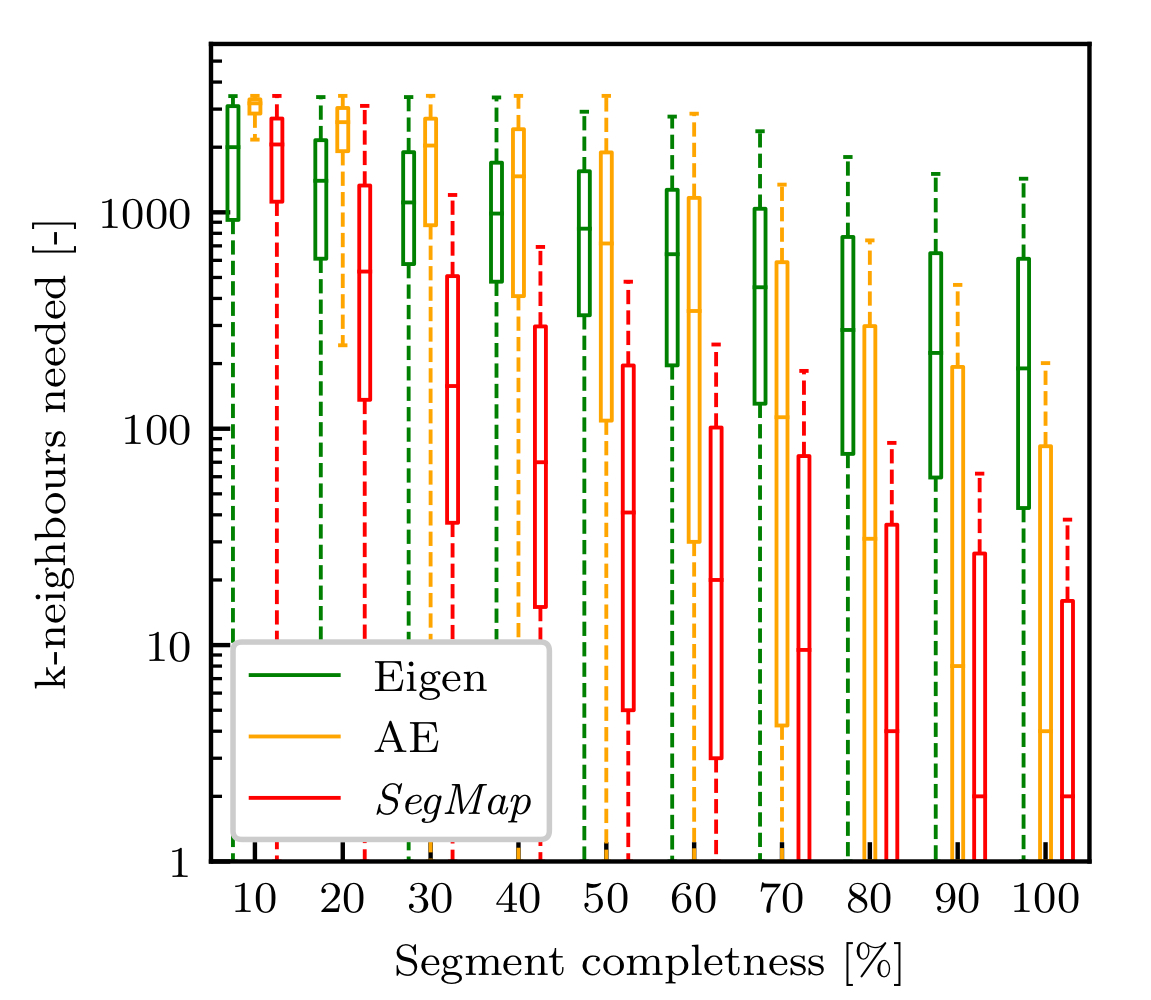 k-neighbours needed [-]
1000
100
10
1
Eigen
AE
SegMap
10 20 30 40 50 60 70 80 90 100
Segment completness [%]